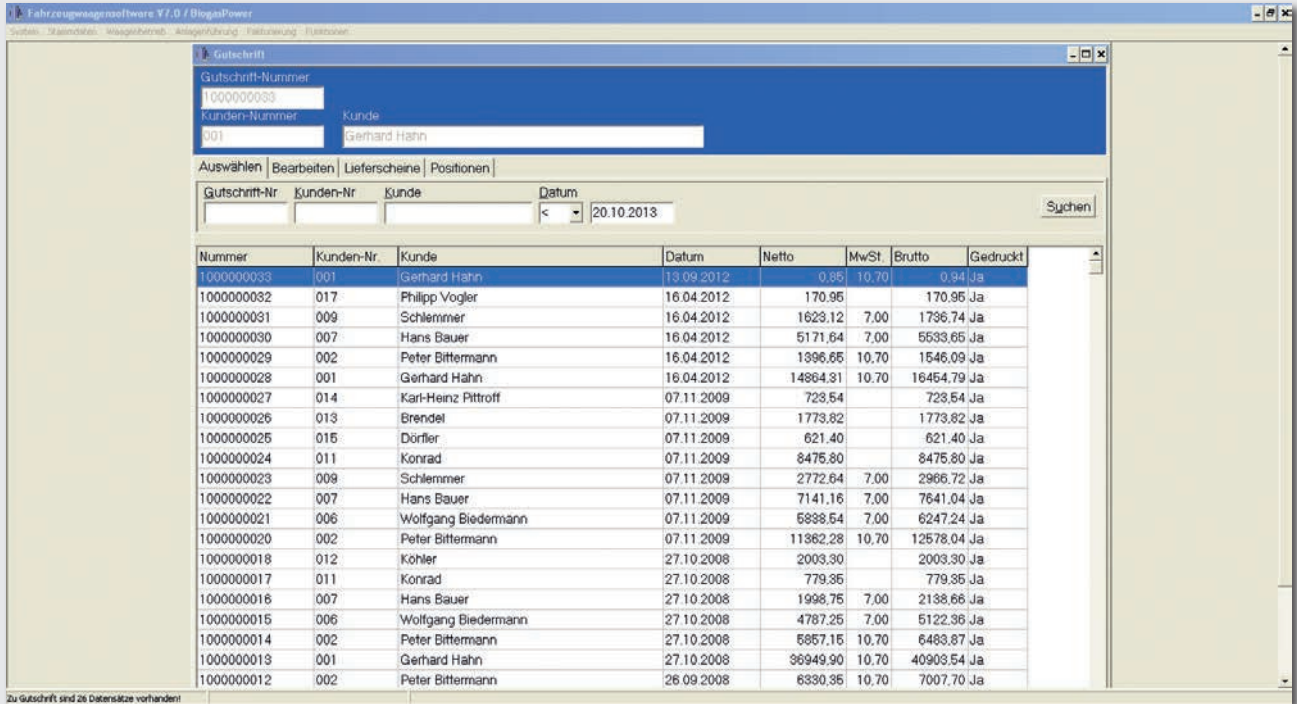 Fahrzeugwaagensoftware V7.0 / BiogasPower
System Stammdaten Waagenbetrieb Anlagenführung Fakturierung Funktionen
Gutschrift
Gutschrift-Nummer
1000000033
Kunden-Nummer Kunde
001 Gerhard Hahn
Auswählen Bearbeiten Lieferscheine Positionen
Gutschrift-Nr Kunden-Nr Kunde Datum
< 20.10.2013 Suchen
Nummer Kunden-Nr. Kunde Datum Netto MwSt. Brutto Gedruckt
1000000033 001 Gerhard Hahn 13.09.2012 0,85 10,70 0,94 Ja
1000000032 017 Philipp Vogler 16.04.2012 170,95 170,95 Ja
1000000031 009 Schlemmer 16.04.2012 1623,12 7,00 1736,74 Ja
1000000030 007 Hans Bauer 16.04.2012 5171,64 7,00 5533,65 Ja
1000000029 002 Peter Bittermann 16.04.2012 1396,65 10,70 1546,09 Ja
1000000028 001 Gerhard Hahn 16.04.2012 14864,31 10,70 16454,79 Ja
1000000027 014 Karl-Heinz Pittroff 07.11.2009 723,54 723,54 Ja
1000000026 013 Brendel 07.11.2009 1773,82 1773,82 Ja
1000000025 015 Dörfler 07.11.2009 621,40 621,40 Ja
1000000024 011 Konrad 07.11.2009 8475,80 8475,80 Ja
1000000023 009 Schlemmer 07.11.2009 2772,64 7,00 2966,72 Ja
1000000022 007 Hans Bauer 07.11.2009 7141,16 7,00 7641,04 Ja
1000000021 006 Wolfgang Biedermann 07.11.2009 5838,54 7,00 6247,24 Ja
1000000020 002 Peter Bittermann 07.11.2009 11362,28 10,70 12578,04 Ja
1000000018 012 Köhler 27.10.2008 2003,30 2003,30 Ja
1000000017 011 Konrad 27.10.2008 779,35 779,35 Ja
1000000016 007 Hans Bauer 27.10.2008 1998,75 7,00 2138,66 Ja
1000000015 006 Wolfgang Biedermann 27.10.2008 4787,25 7,00 5122,36 Ja
1000000014 002 Peter Bittermann 27.10.2008 5857,15 10,70 6483,87 Ja
1000000013 001 Gerhard Hahn 27.10.2008 36949,90 10,70 40903,54 Ja
1000000012 002 Peter Bittermann 26.09.2008 6330,35 10,70 7007,70 Ja
Zu Gutschrift sind 26 Datensätze vorhanden!